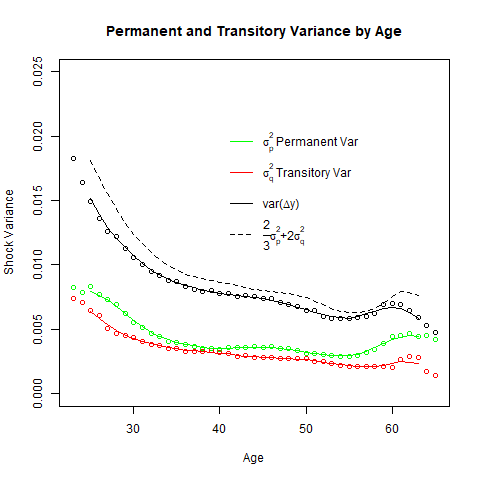 Permanent and Transitory Variance by Age
0.025
0.020
0.015
0.010
0.005
0.000
Shock Variance
σ²ₚ Permanent Var
σ²q Transitory Var
var(Δy)
2/3σ²ₚ+2σ²q
30 40 50 60
Age